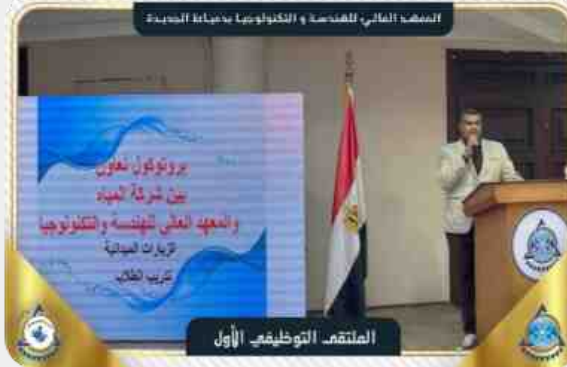 المعهد العالي للهندسة و التكنولوجيا بدمياط الجديدة
بروتوكول تعاون
بين شركة المياه
والمعهد العالى للهندسة والتكنولوجيا
الزيارات الميدانية
تدريب الطلاب
الملتقى التوظيفي الأول